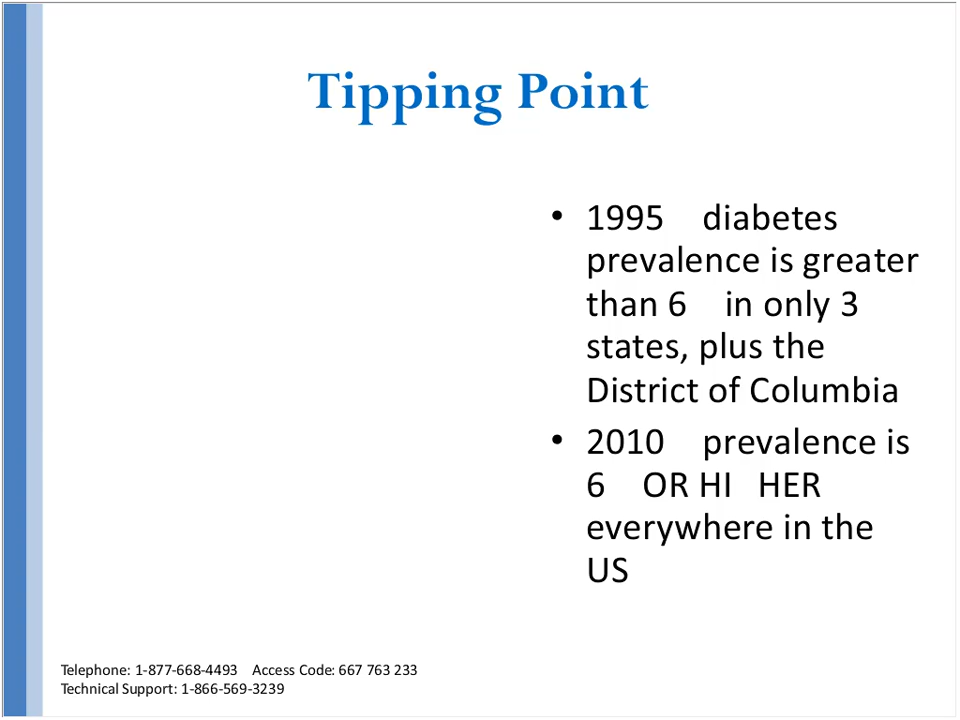 Tipping Point
• 1995 diabetes
prevalence is greater
than 6 in only 3
states, plus the
District of Columbia
• 2010 prevalence is
6 OR HI HER
everywhere in the
US
Telephone: 1-877-668-4493 Access Code: 667 763 233
Technical Support: 1-866-569-3239